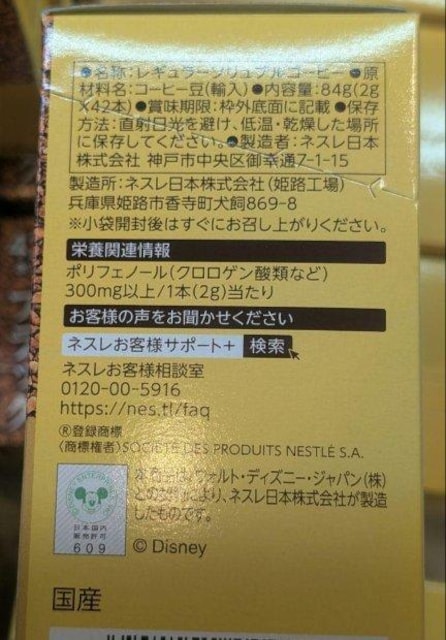 ●名称:レギュラーソリュブルコーヒー●原
材料名:コーヒー豆(輸入)●内容量:84g(2g
×42本)●賞味期限:枠外底面に記載●保存
方法:直射日光を避け、低温・乾燥した場所
に保存してください。●製造者:ネスレ日本
株式会社 神戸市中央区御幸通7-1-15
製造所:ネスレ日本株式会社(姫路工場)
兵庫県姫路市香寺町犬飼869-8
※小袋開封後はすぐにお召し上がりください。
栄養関連情報
ポリフェノール(クロロゲン酸類など)
300mg以上/1本(2g)当たり
お客様の声をお聞かせください
ネスレお客様サポート+ 検索
ネスレお客様相談室
0120-00-5916
https://nes.tl/faq
®登録商標
(商標権者)SOCIÉTÉ DES PRODUITS NESTLÉ S.A.
ウォルト・ディズニー・ジャパン(株)
との契約により、ネスレ日本株式会社が製造
したものです。
日本国内
販売許可
609
© Disney
国産